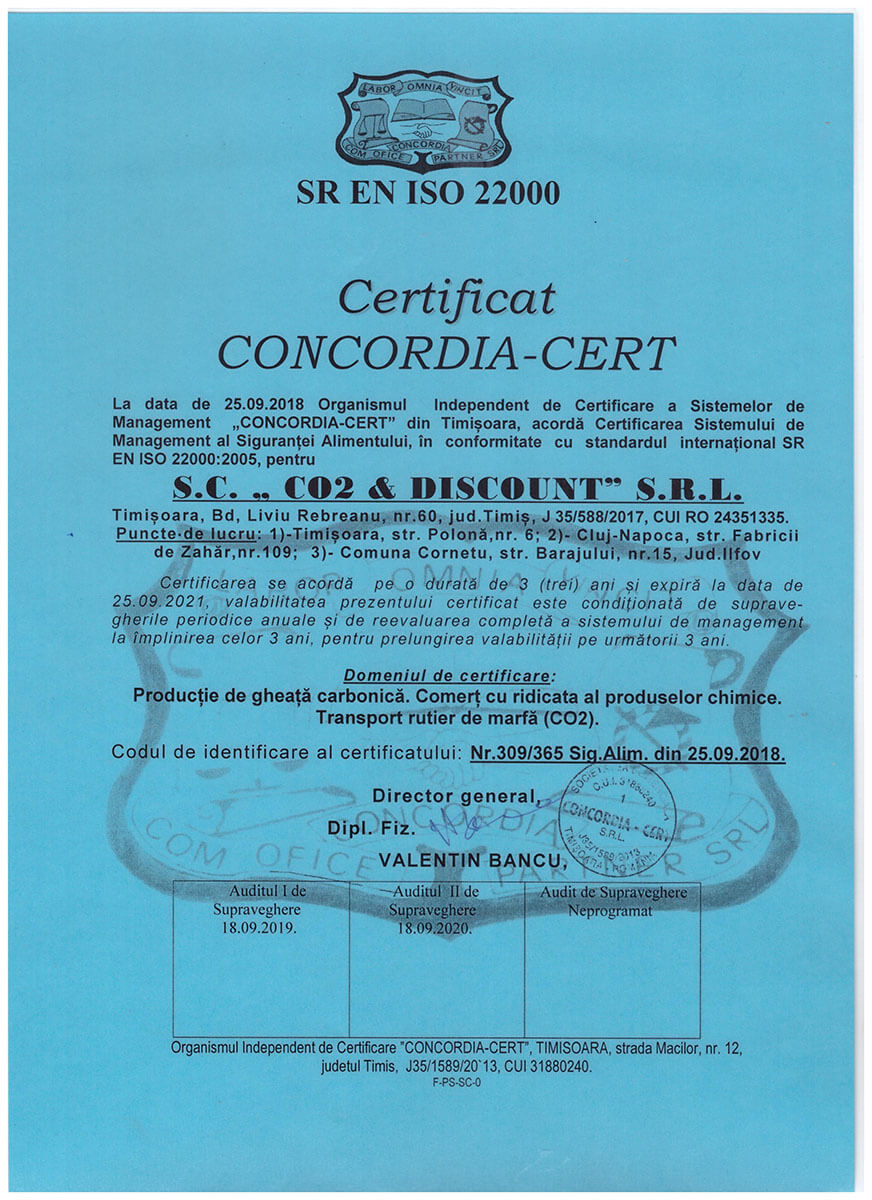 LABOR OMNIA VINCIT
CONCORDIA
COM OFICE PARTNER SRL
SR EN ISO 22000
Certificat
CONCORDIA-CERT
La data de 25.09.2018 Organismul Independent de Certificare a Sistemelor de
Management „CONCORDIA-CERT” din Timișoara, acordă Certificarea Sistemului de
Management al Siguranței Alimentului, în conformitate cu standardul internațional SR
EN ISO 22000:2005, pentru
S.C. „ CO2 & DISCOUNT” S.R.L.
Timișoara, Bd, Liviu Rebreanu, nr.60, jud.Timiș, J 35/588/2017, CUI RO 24351335.
Puncte de lucru: 1)-Timișoara, str. Polonă,nr. 6; 2)- Cluj-Napoca, str. Fabricii
de Zahăr,nr.109; 3)- Comuna Cornetu, str. Barajului, nr.15, Jud.Ilfov
Certificarea se acordă pe o durată de 3 (trei) ani și expiră la data de
25.09.2021, valabilitatea prezentului certificat este condiționată de suprave-
gherile periodice anuale și de reevaluarea completă a sistemului de management
la împlinirea celor 3 ani, pentru prelungirea valabilității pe următorii 3 ani.
Domeniul de certificare:
Producție de gheață carbonică. Comerț cu ridicata al produselor chimice.
Transport rutier de marfă (CO2).
Codul de identificare al certificatului: Nr.309/365 Sig.Alim. din 25.09.2018.
Director general,
Dipl. Fiz.
VALENTIN BANCU,
C.U.I. 31880240
1
CONCORDIA - CERT
S.R.L.
J35/1589/2013
Auditul I de
Supraveghere
18.09.2019.
Auditul II de
Supraveghere
18.09.2020.
Audit de Supraveghere
Neprogramat
Organismul Independent de Certificare "CONCORDIA-CERT", TIMISOARA, strada Macilor, nr. 12,
judetul Timis, J35/1589/20`13, CUI 31880240.
F-PS-SC-0